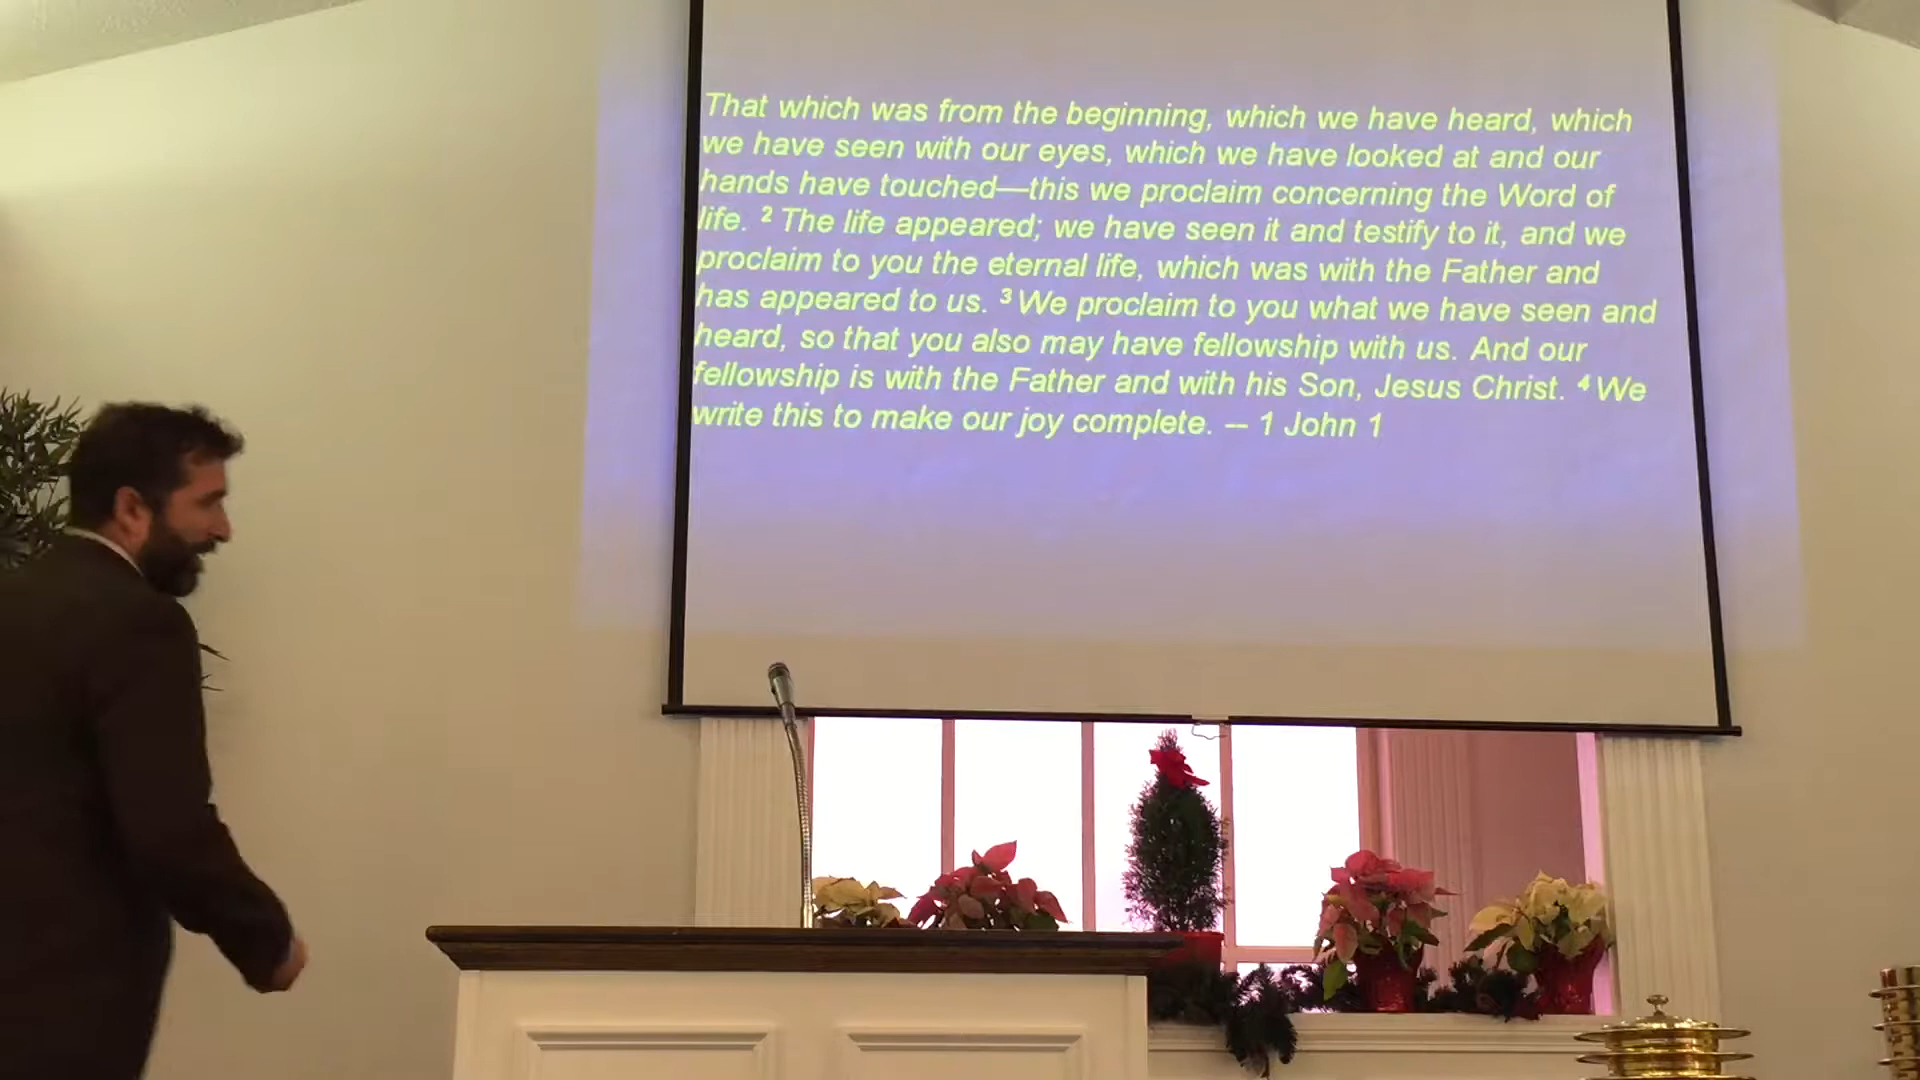 That which was from the beginning, which we have heard, which
we have seen with our eyes, which we have looked at and our
hands have touched—this we proclaim concerning the Word of
life. ² The life appeared; we have seen it and testify to it, and we
proclaim to you the eternal life, which was with the Father and
has appeared to us. ³ We proclaim to you what we have seen and
heard, so that you also may have fellowship with us. And our
fellowship is with the Father and with his Son, Jesus Christ. ⁴ We
write this to make our joy complete. -- 1 John 1